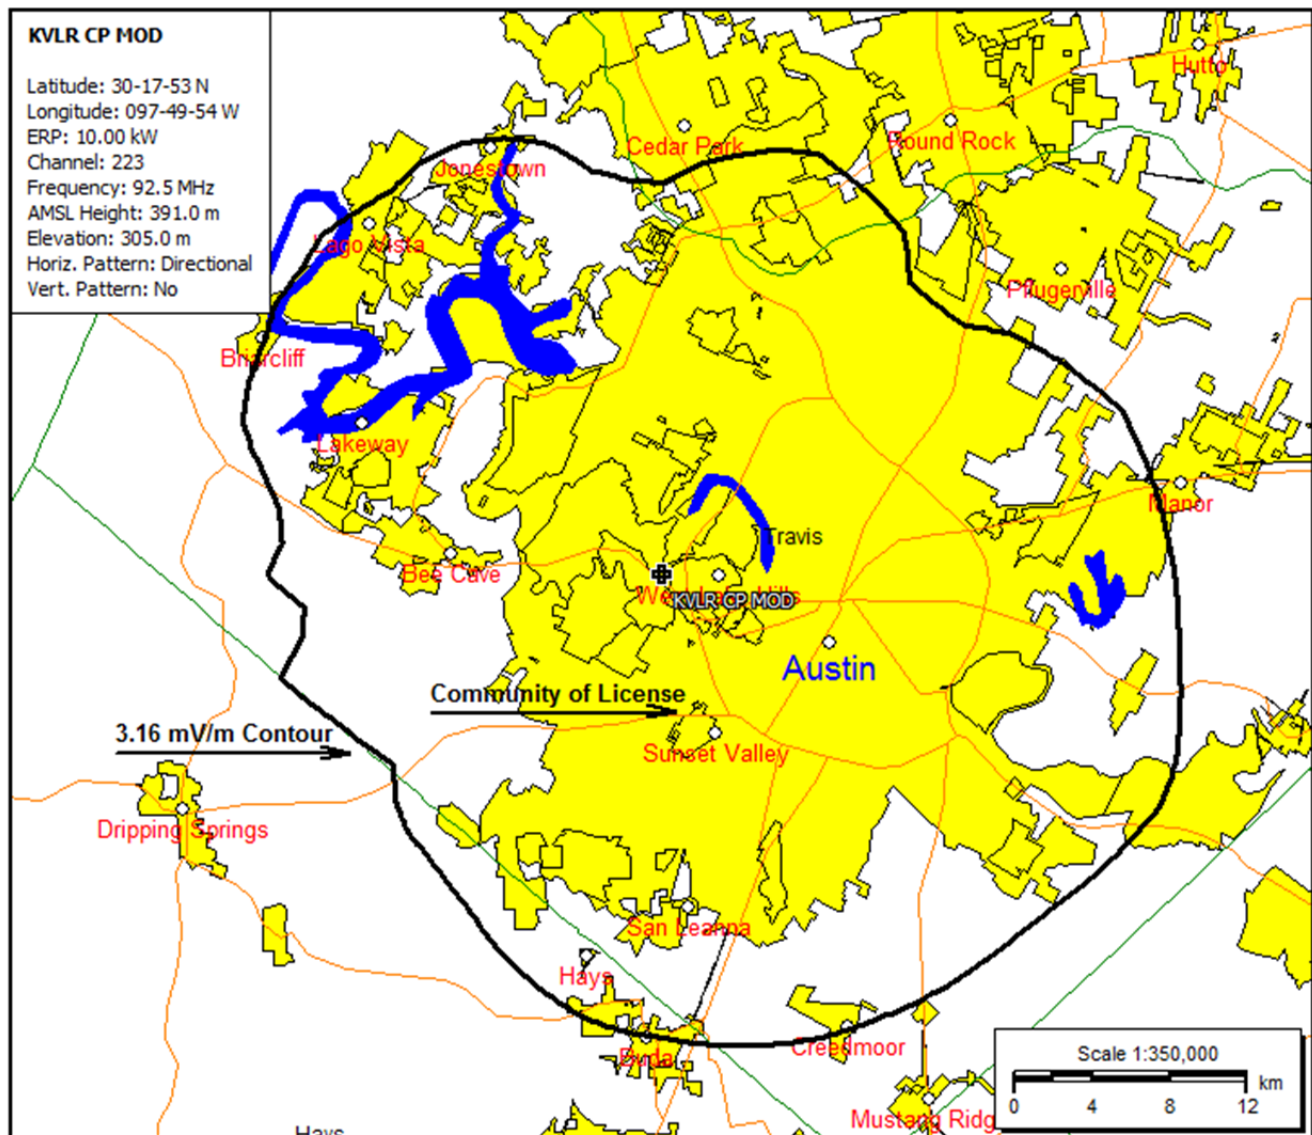 KVLR CP MOD
Latitude: 30-17-53 N
Longitude: 097-49-54 W
ERP: 10.00 kW
Channel: 223
Frequency: 92.5 MHz
AMSL Height: 391.0 m
Elevation: 305.0 m
Horiz. Pattern: Directional
Vert. Pattern: No
Hutto
Cedar Park
Round Rock
Jonestown
Lago Vista
Pflugerville
Briarcliff
Lakeway
Manor
Travis
Bee Cave
KVLR CP MOD
Austin
Community of License
3.16 mV/m Contour
Sunset Valley
Dripping Springs
San Leanna
Hays
Buda
Creedmoor
Mustang Ridg
Hays
Scale 1:350,000
km
0 4 8 12